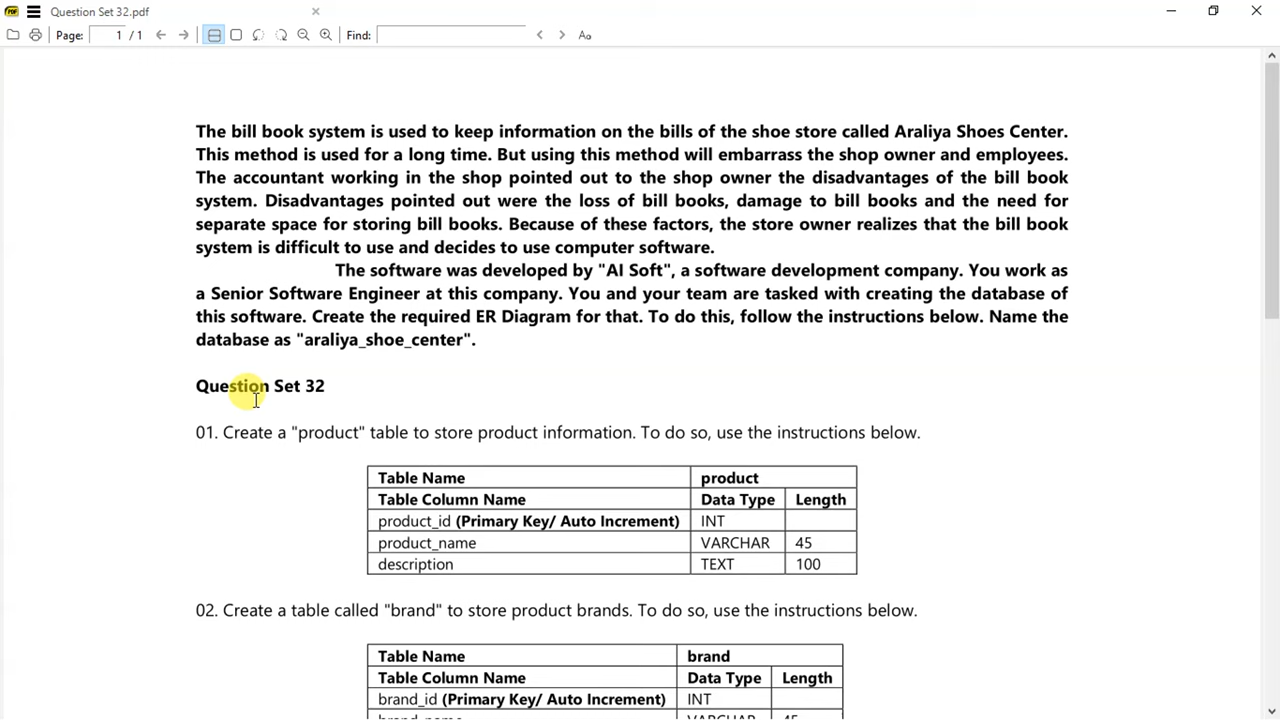 Question Set 32.pdf
Page: 1 / 1 Find: Aa
The bill book system is used to keep information on the bills of the shoe store called Araliya Shoes Center.
This method is used for a long time. But using this method will embarrass the shop owner and employees.
The accountant working in the shop pointed out to the shop owner the disadvantages of the bill book
system. Disadvantages pointed out were the loss of bill books, damage to bill books and the need for
separate space for storing bill books. Because of these factors, the store owner realizes that the bill book
system is difficult to use and decides to use computer software.
The software was developed by "AI Soft", a software development company. You work as
a Senior Software Engineer at this company. You and your team are tasked with creating the database of
this software. Create the required ER Diagram for that. To do this, follow the instructions below. Name the
database as "araliya_shoe_center".
Question Set 32
01. Create a "product" table to store product information. To do so, use the instructions below.
Table Name product
Table Column Name Data Type Length
product_id (Primary Key/ Auto Increment) INT
product_name VARCHAR 45
description TEXT 100
02. Create a table called "brand" to store product brands. To do so, use the instructions below.
Table Name brand
Table Column Name Data Type Length
brand_id (Primary Key/ Auto Increment) INT
brand_name VARCHAR 45